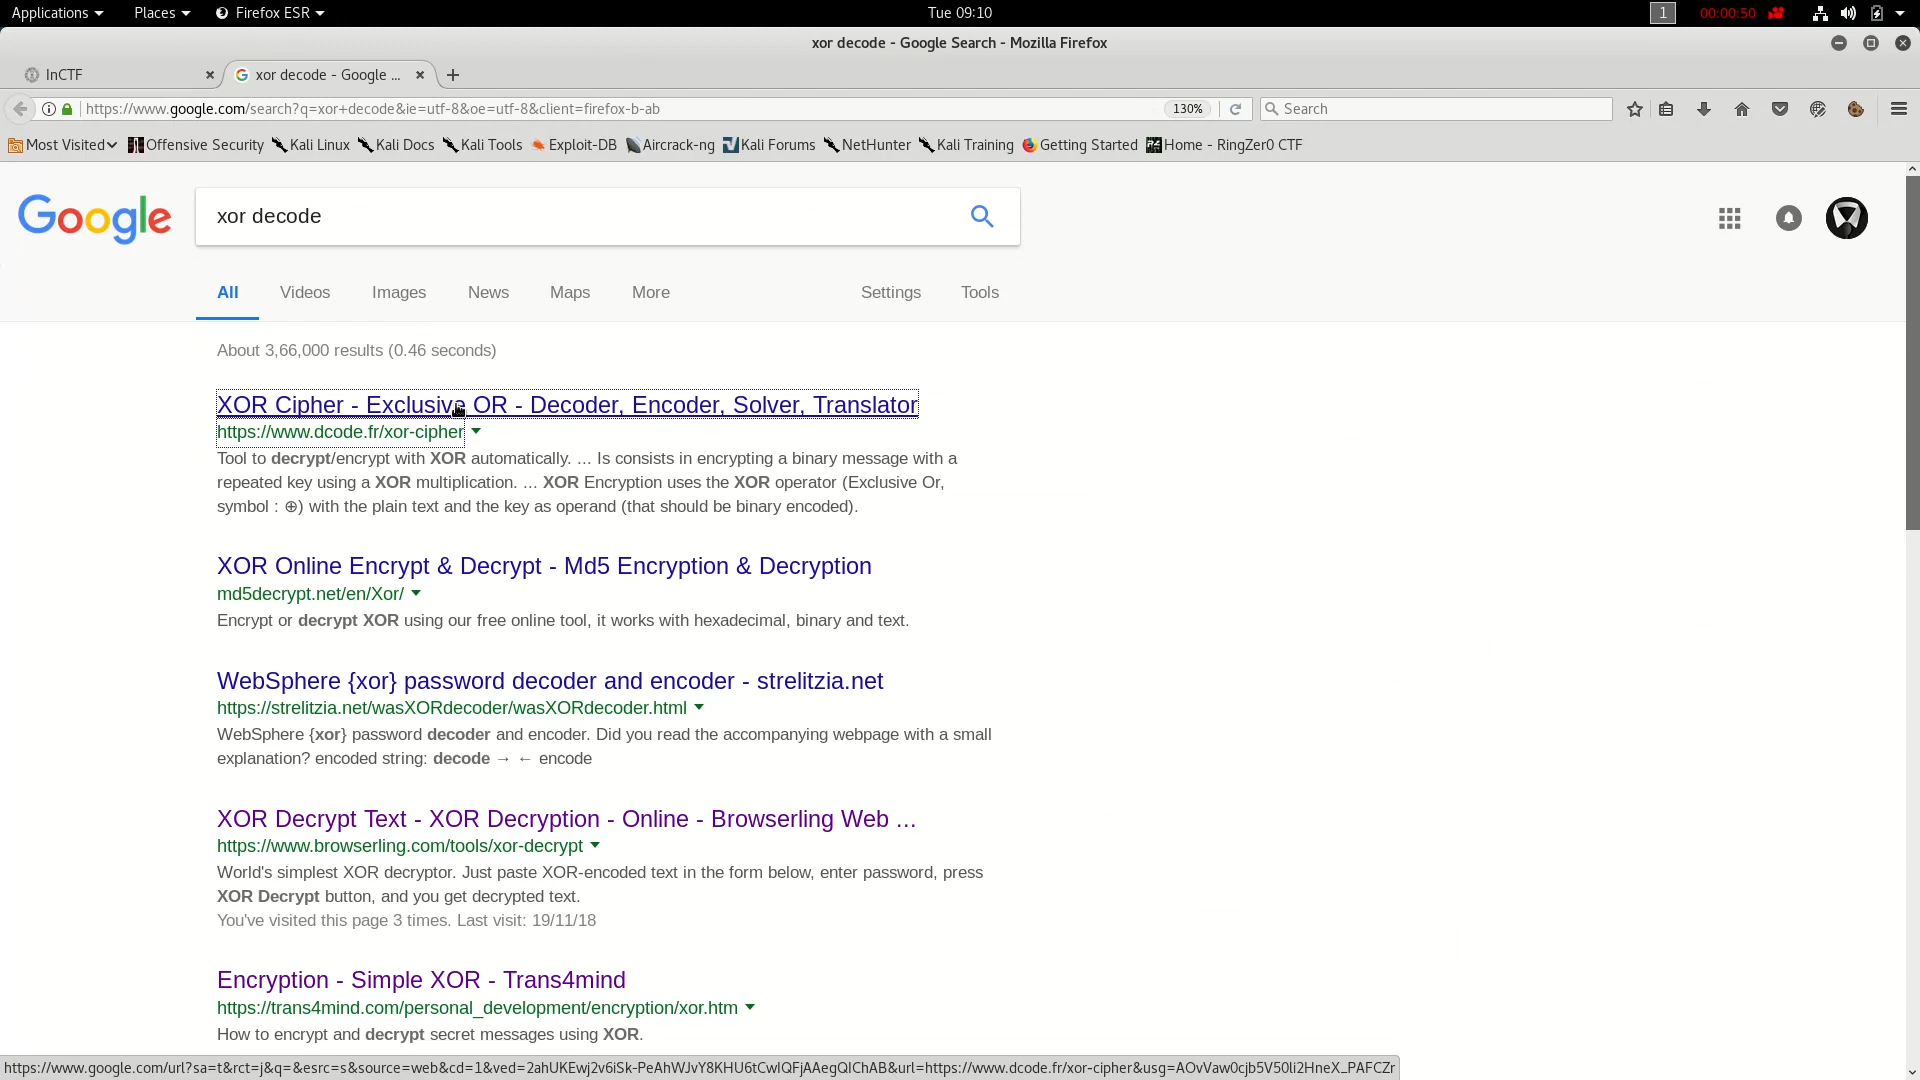 Applications Places Firefox ESR Tue 09:10 1 00:00:50
xor decode - Google Search - Mozilla Firefox
InCTF xor decode - Google ...
https://www.google.com/search?q=xor+decode&ie=utf-8&oe=utf-8&client=firefox-b-ab 130% Search
Most Visited Offensive Security Kali Linux Kali Docs Kali Tools Exploit-DB Aircrack-ng Kali Forums NetHunter Kali Training Getting Started Home - RingZer0 CTF
Google xor decode
All Videos Images News Maps More Settings Tools
About 3,66,000 results (0.46 seconds)
XOR Cipher - Exclusive OR - Decoder, Encoder, Solver, Translator
https://www.dcode.fr/xor-cipher
Tool to decrypt/encrypt with XOR automatically. ... Is consists in encrypting a binary message with a
repeated key using a XOR multiplication. ... XOR Encryption uses the XOR operator (Exclusive Or,
symbol : ⊕) with the plain text and the key as operand (that should be binary encoded).
XOR Online Encrypt & Decrypt - Md5 Encryption & Decryption
md5decrypt.net/en/Xor/
Encrypt or decrypt XOR using our free online tool, it works with hexadecimal, binary and text.
WebSphere {xor} password decoder and encoder - strelitzia.net
https://strelitzia.net/wasXORdecoder/wasXORdecoder.html
WebSphere {xor} password decoder and encoder. Did you read the accompanying webpage with a small
explanation? encoded string: decode → ← encode
XOR Decrypt Text - XOR Decryption - Online - Browserling Web ...
https://www.browserling.com/tools/xor-decrypt
World's simplest XOR decryptor. Just paste XOR-encoded text in the form below, enter password, press
XOR Decrypt button, and you get decrypted text.
You've visited this page 3 times. Last visit: 19/11/18
Encryption - Simple XOR - Trans4mind
https://trans4mind.com/personal_development/encryption/xor.htm
How to encrypt and decrypt secret messages using XOR.
https://www.google.com/url?sa=t&rct=j&q=&esrc=s&source=web&cd=1&ved=2ahUKEwj2v6iSk-PeAhWJvY8KHU6tCwIQFjAAegQIChAB&url=https://www.dcode.fr/xor-cipher&usg=AOvVaw0cjb5V50li2HneX_PAFCZr